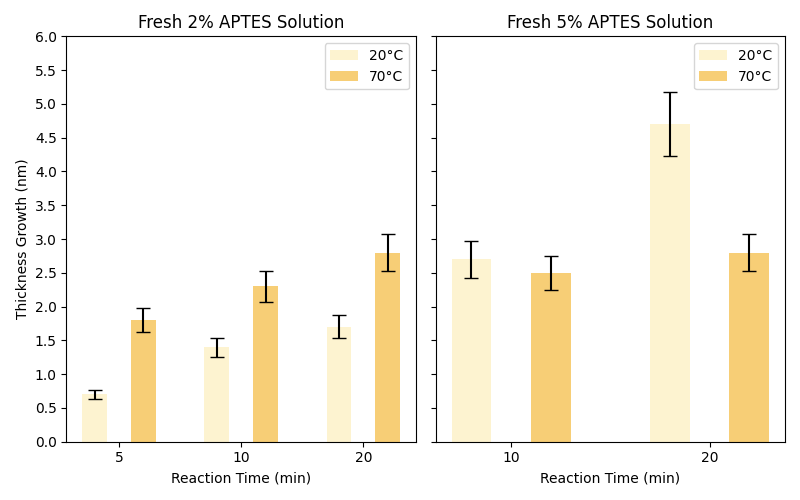 Fresh 2% APTES Solution
Fresh 5% APTES Solution
20°C
70°C
20°C
70°C
Thickness Growth (nm)
6.0
5.5
5.0
4.5
4.0
3.5
3.0
2.5
2.0
1.5
1.0
0.5
0.0
5
10
20
10
20
Reaction Time (min)
Reaction Time (min)